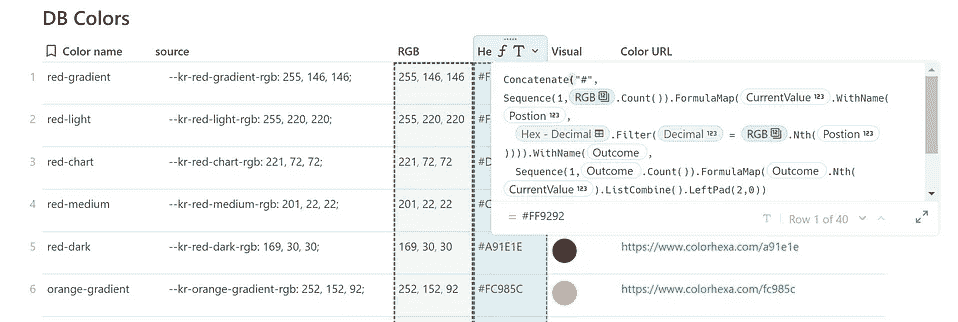 DB Colors
Color name source RGB He f T Visual Color URL
1 red-gradient --kr-red-gradient-rgb: 255, 146, 146; 255, 146, 146 #F
2 red-light --kr-red-light-rgb: 255, 220, 220; 255, 220, 220 #F
3 red-chart --kr-red-chart-rgb: 221, 72, 72; 221, 72, 72 #D
4 red-medium --kr-red-medium-rgb: 201, 22, 22; 201, 22, 22 #C
5 red-dark --kr-red-dark-rgb: 169, 30, 30; 169, 30, 30 #A91E1E https://www.colorhexa.com/a91e1e
6 orange-gradient --kr-orange-gradient-rgb: 252, 152, 92; 252, 152, 92 #FC985C https://www.colorhexa.com/fc985c
Concatenate("#",
Sequence(1, RGB .Count()).FormulaMap( CurrentValue 123 .WithName(
Postion 123 ,
Hex - Decimal .Filter( Decimal 123 = RGB .Nth( Postion 123
)))).WithName( Outcome ,
Sequence(1, Outcome .Count()).FormulaMap( Outcome .Nth(
CurrentValue 123 ).ListCombine().LeftPad(2,0))
= #FF9292 T Row 1 of 40